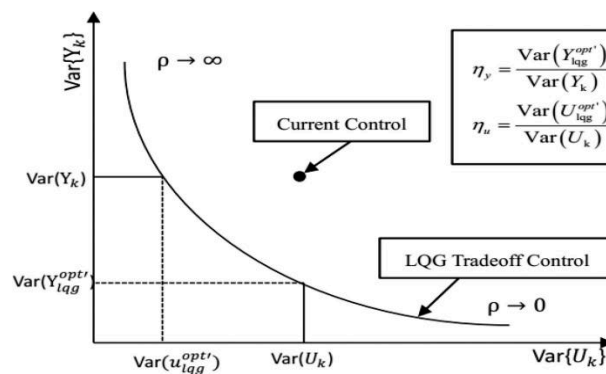 Var{Y_k}
ρ → ∞
η_y = Var(Y_lqg^opt') / Var(Y_k)
η_u = Var(U_lqg^opt') / Var(U_k)
Current Control
Var(Y_k)
LQG Tradeoff Control
Var(Y_lqg^opt')
ρ → 0
Var(u_lqg^opt')
Var(U_k)
Var{U_k}